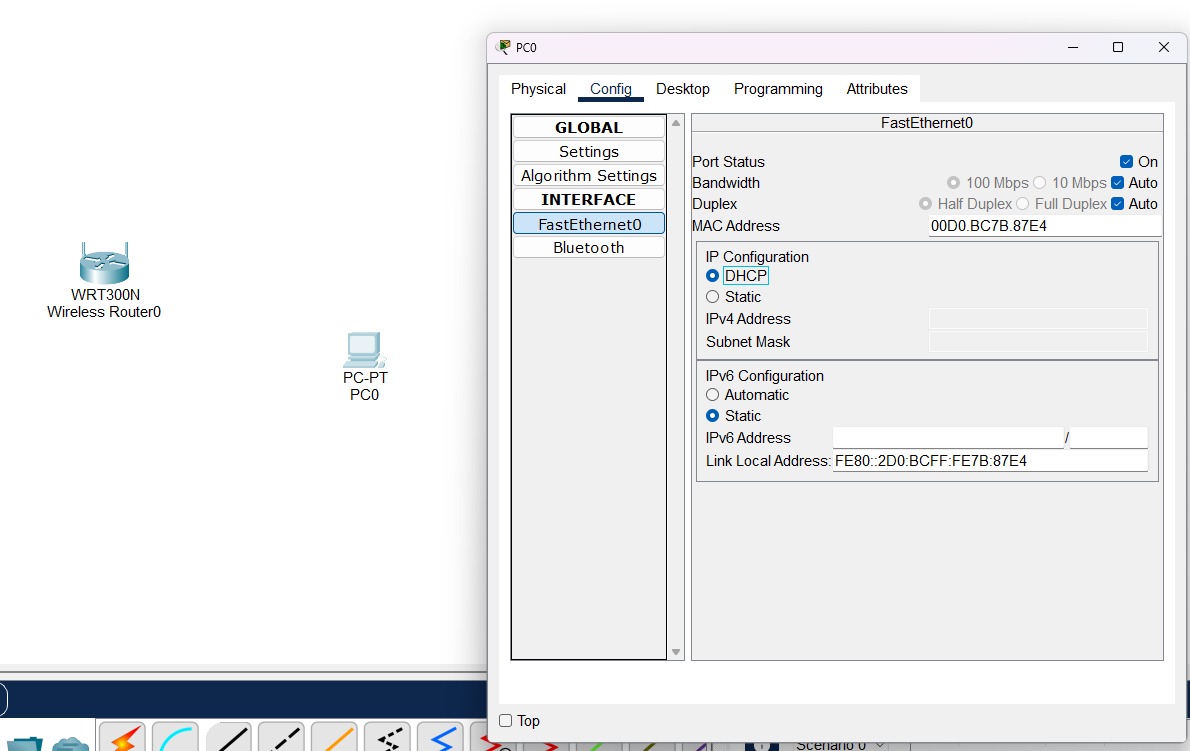 WRT300N
Wireless Router0
PC-PT
PC0
PC0
Physical Config Desktop Programming Attributes
GLOBAL
Settings
Algorithm Settings
INTERFACE
FastEthernet0
Bluetooth
FastEthernet0
Port Status On
Bandwidth 100 Mbps 10 Mbps Auto
Duplex Half Duplex Full Duplex Auto
MAC Address 00D0.BC7B.87E4
IP Configuration
DHCP
Static
IPv4 Address
Subnet Mask
IPv6 Configuration
Automatic
Static
IPv6 Address /
Link Local Address: FE80::2D0:BCFF:FE7B:87E4
Top
Scenario 0